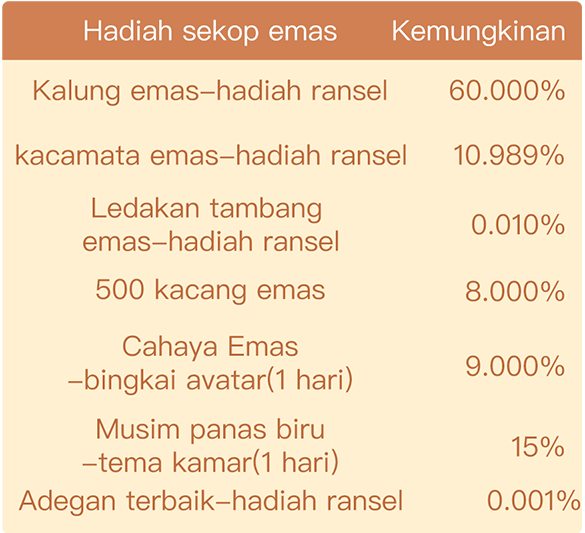 Hadiah sekop emas Kemungkinan
Kalung emas–hadiah ransel 60.000%
kacamata emas–hadiah ransel 10.989%
Ledakan tambang
emas–hadiah ransel 0.010%
500 kacang emas 8.000%
Cahaya Emas
–bingkai avatar(1 hari) 9.000%
Musim panas biru
–tema kamar(1 hari) 15%
Adegan terbaik–hadiah ransel 0.001%